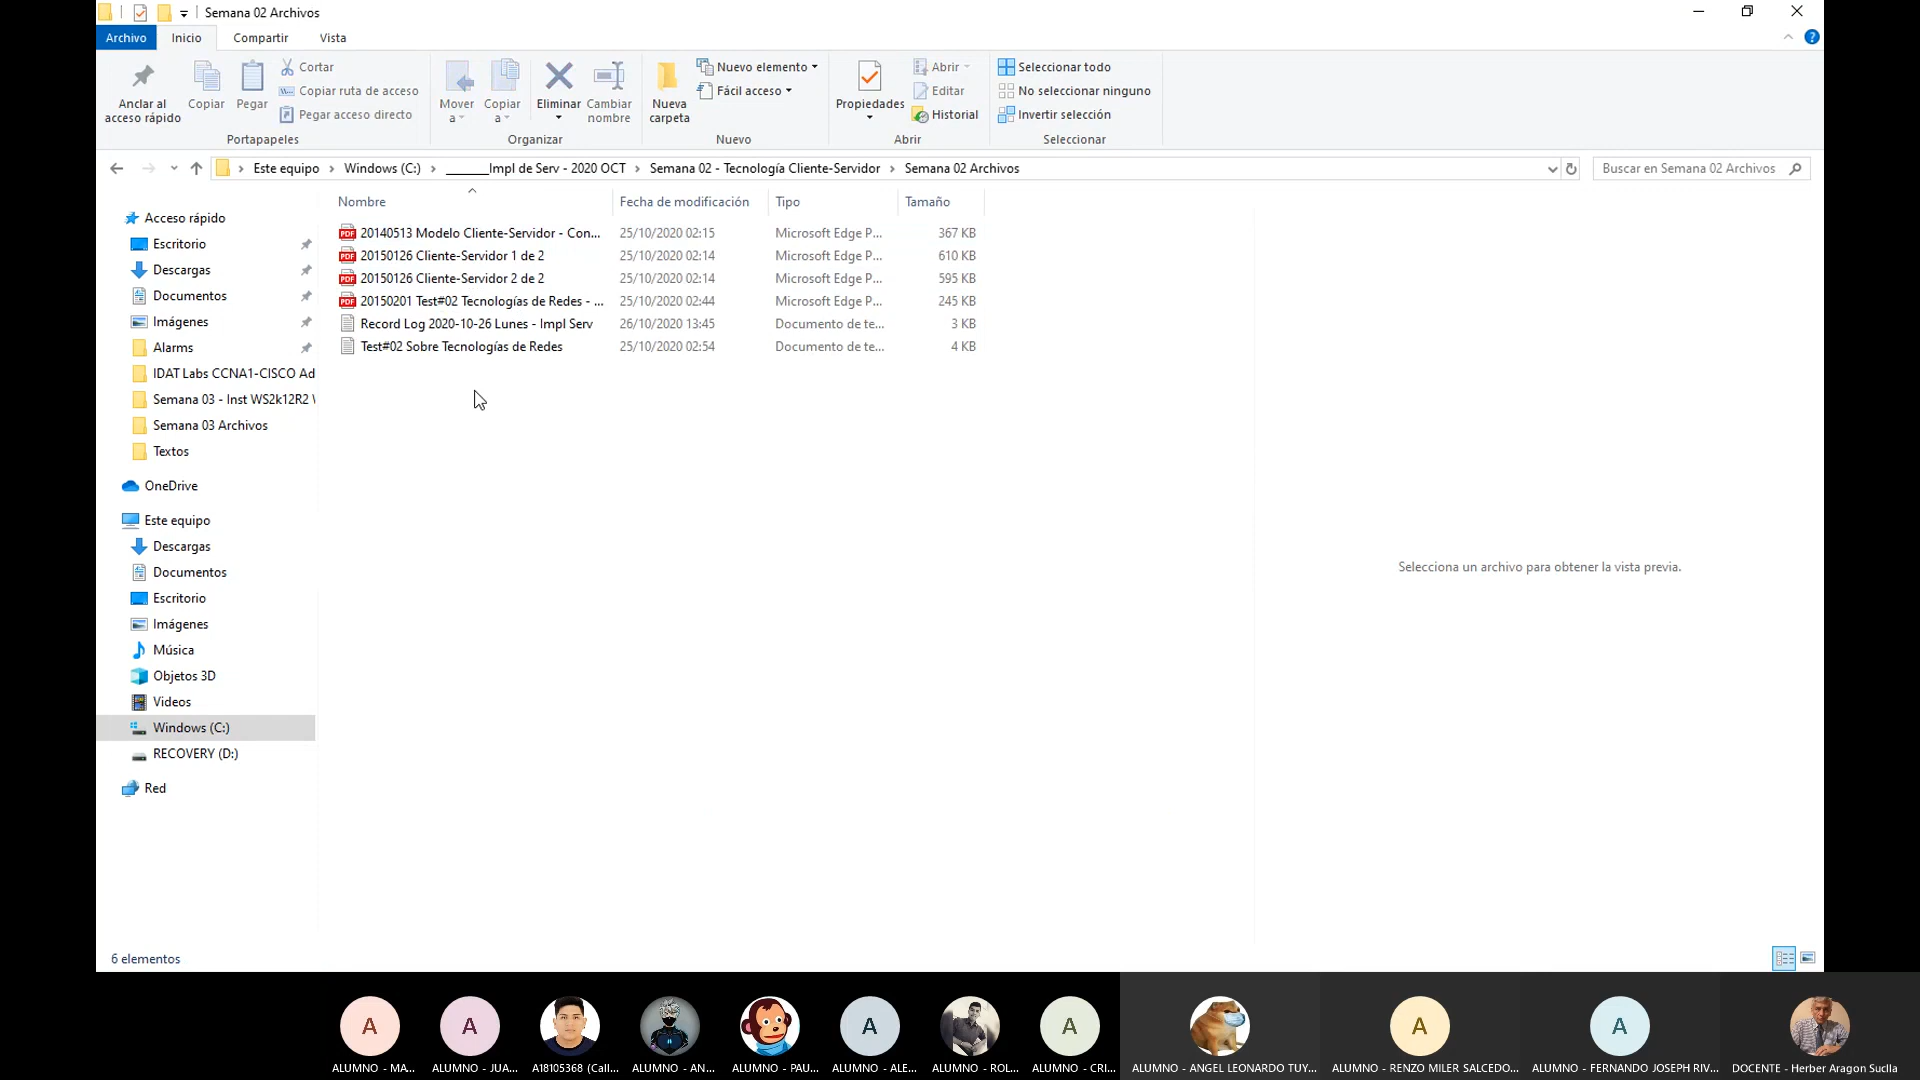 Semana 02 Archivos
Archivo Inicio Compartir Vista
Anclar al acceso rápido
Copiar
Pegar
Cortar
Copiar ruta de acceso
Pegar acceso directo
Portapapeles
Mover a
Copiar a
Eliminar
Cambiar nombre
Organizar
Nueva carpeta
Nuevo elemento
Fácil acceso
Nuevo
Propiedades
Abrir
Editar
Historial
Abrir
Seleccionar todo
No seleccionar ninguno
Invertir selección
Seleccionar
Este equipo > Windows (C:) > _______Impl de Serv - 2020 OCT > Semana 02 - Tecnología Cliente-Servidor > Semana 02 Archivos
Buscar en Semana 02 Archivos
Acceso rápido
Escritorio
Descargas
Documentos
Imágenes
Alarms
IDAT Labs CCNA1-CISCO Ad
Semana 03 - Inst WS2k12R2
Semana 03 Archivos
Textos
OneDrive
Este equipo
Descargas
Documentos
Escritorio
Imágenes
Música
Objetos 3D
Videos
Windows (C:)
RECOVERY (D:)
Red
Nombre Fecha de modificación Tipo Tamaño
20140513 Modelo Cliente-Servidor - Con... 25/10/2020 02:15 Microsoft Edge P... 367 KB
20150126 Cliente-Servidor 1 de 2 25/10/2020 02:14 Microsoft Edge P... 610 KB
20150126 Cliente-Servidor 2 de 2 25/10/2020 02:14 Microsoft Edge P... 595 KB
20150201 Test#02 Tecnologías de Redes - ... 25/10/2020 02:44 Microsoft Edge P... 245 KB
Record Log 2020-10-26 Lunes - Impl Serv 26/10/2020 13:45 Documento de te... 3 KB
Test#02 Sobre Tecnologías de Redes 25/10/2020 02:54 Documento de te... 4 KB
Selecciona un archivo para obtener la vista previa.
6 elementos
A A A A A A
ALUMNO - MA... ALUMNO - JUA... A18105368 (Call... ALUMNO - AN... ALUMNO - PAU... ALUMNO - ALE... ALUMNO - ROL... ALUMNO - CRI... ALUMNO - ANGEL LEONARDO TUY... ALUMNO - RENZO MILER SALCEDO... ALUMNO - FERNANDO JOSEPH RIV... DOCENTE - Herber Aragon Suclla